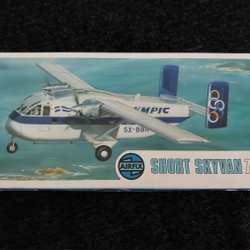 YMPIC
SX-BBN
AIRFIX
SHORT SKYVAN 7